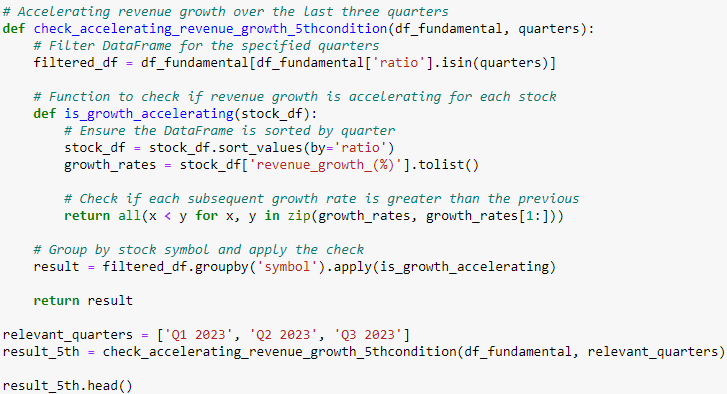 # Accelerating revenue growth over the last three quarters
def check_accelerating_revenue_growth_5thcondition(df_fundamental, quarters):
    # Filter DataFrame for the specified quarters
    filtered_df = df_fundamental[df_fundamental['ratio'].isin(quarters)]

    # Function to check if revenue growth is accelerating for each stock
    def is_growth_accelerating(stock_df):
        # Ensure the DataFrame is sorted by quarter
        stock_df = stock_df.sort_values(by='ratio')
        growth_rates = stock_df['revenue_growth_(%)'].tolist()

        # Check if each subsequent growth rate is greater than the previous
        return all(x < y for x, y in zip(growth_rates, growth_rates[1:]))

    # Group by stock symbol and apply the check
    result = filtered_df.groupby('symbol').apply(is_growth_accelerating)

    return result

relevant_quarters = ['Q1 2023', 'Q2 2023', 'Q3 2023']
result_5th = check_accelerating_revenue_growth_5thcondition(df_fundamental, relevant_quarters)

result_5th.head()